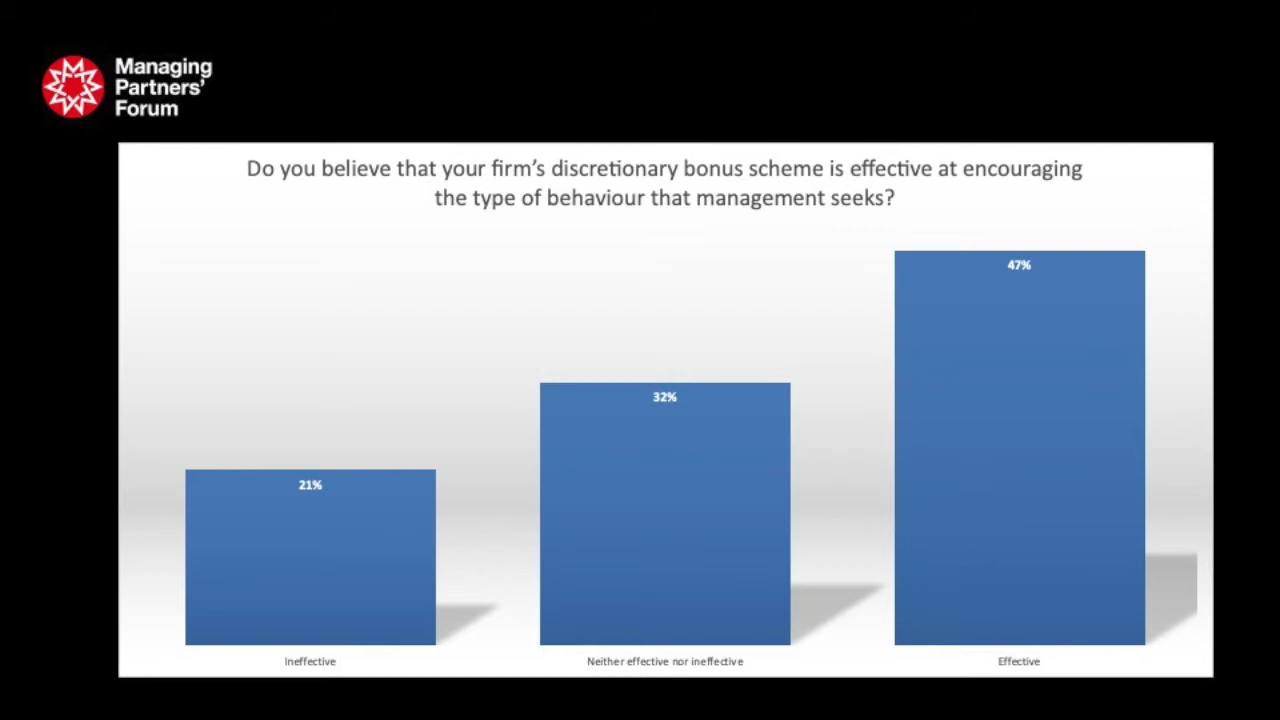 Managing
Partners'
Forum
Do you believe that your firm's discretionary bonus scheme is effective at encouraging
the type of behaviour that management seeks?
47%
32%
21%
Ineffective
Neither effective nor ineffective
Effective